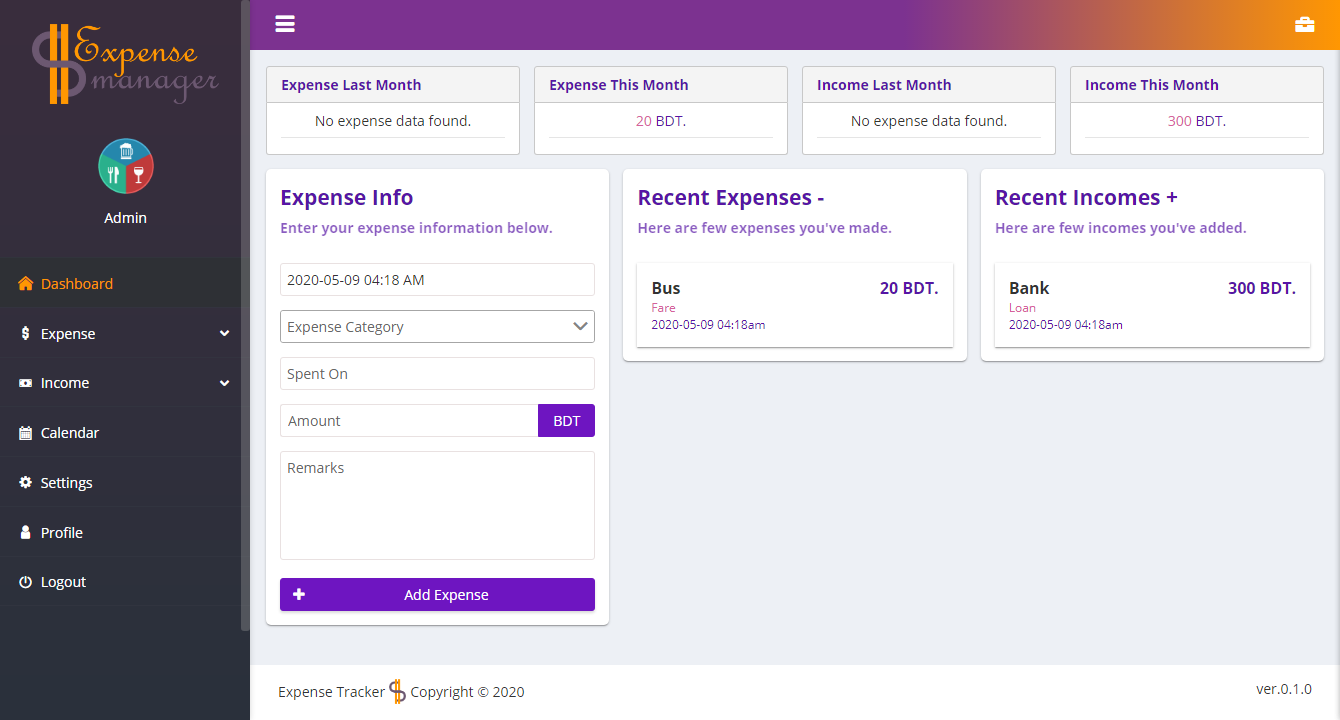 Expense
manager
Admin
Dashboard
Expense
Income
Calendar
Settings
Profile
Logout
Expense Last Month
No expense data found.
Expense This Month
20 BDT.
Income Last Month
No expense data found.
Income This Month
300 BDT.
Expense Info
Enter your expense information below.
2020-05-09 04:18 AM
Expense Category
Spent On
Amount
BDT
Remarks
Add Expense
Recent Expenses -
Here are few expenses you've made.
Bus
20 BDT.
Fare
2020-05-09 04:18am
Recent Incomes +
Here are few incomes you've added.
Bank
300 BDT.
Loan
2020-05-09 04:18am
Expense Tracker $ Copyright © 2020
ver.0.1.0